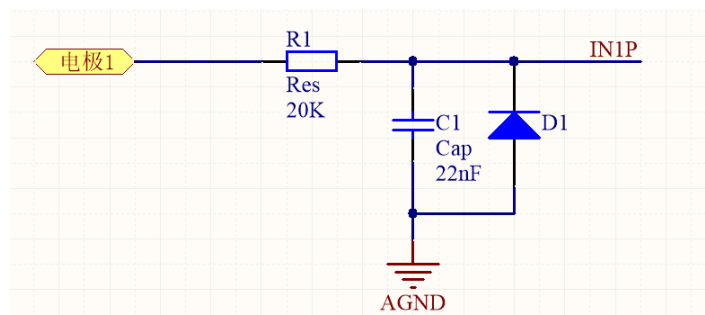 电极1
R1
Res
20K
IN1P
C1
Cap
22nF
D1
AGND